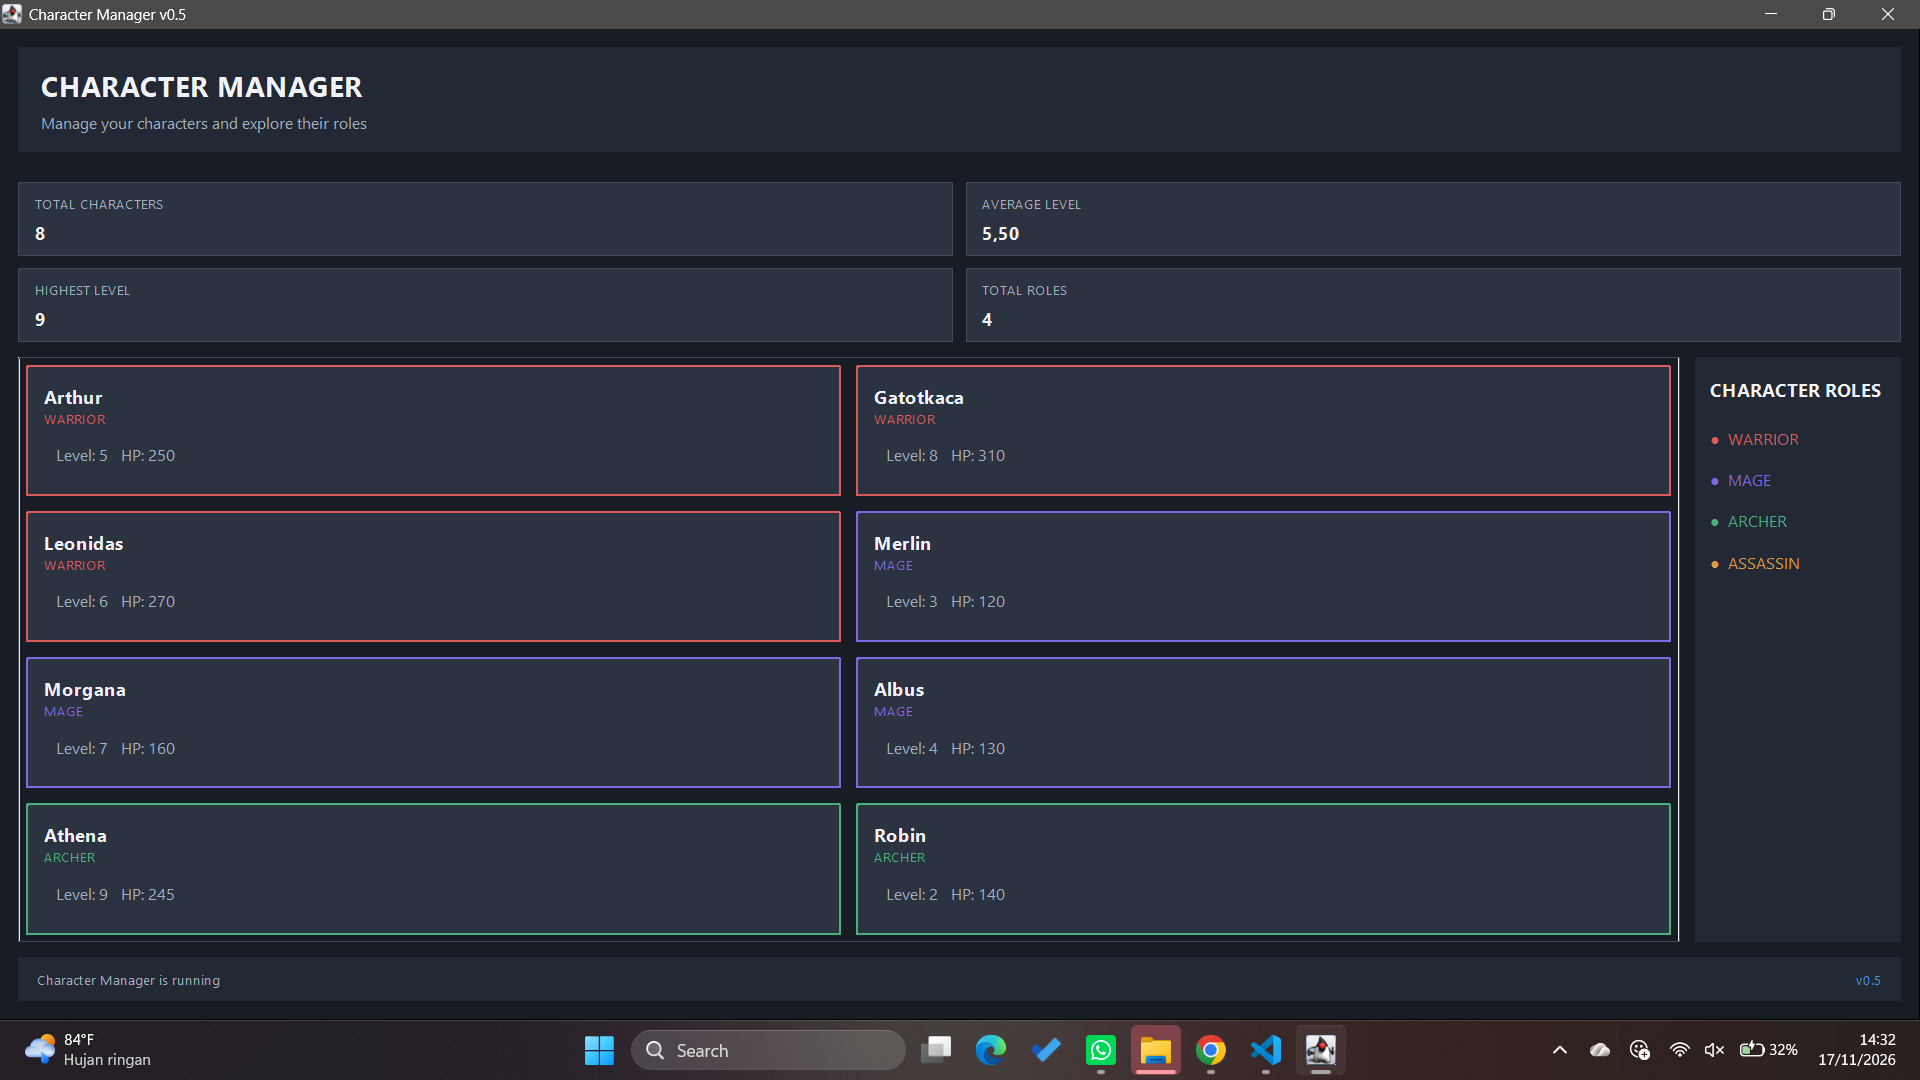 Character Manager v0.5
CHARACTER MANAGER
Manage your characters and explore their roles
TOTAL CHARACTERS
8
AVERAGE LEVEL
5,50
HIGHEST LEVEL
9
TOTAL ROLES
4
Arthur
WARRIOR
Level: 5 HP: 250
Gatotkaca
WARRIOR
Level: 8 HP: 310
Leonidas
WARRIOR
Level: 6 HP: 270
Merlin
MAGE
Level: 3 HP: 120
Morgana
MAGE
Level: 7 HP: 160
Albus
MAGE
Level: 4 HP: 130
Athena
ARCHER
Level: 9 HP: 245
Robin
ARCHER
Level: 2 HP: 140
CHARACTER ROLES
• WARRIOR
• MAGE
• ARCHER
• ASSASSIN
Character Manager is running
v0.5
84°F
Hujan ringan
Search
32%
14:32
17/11/2026